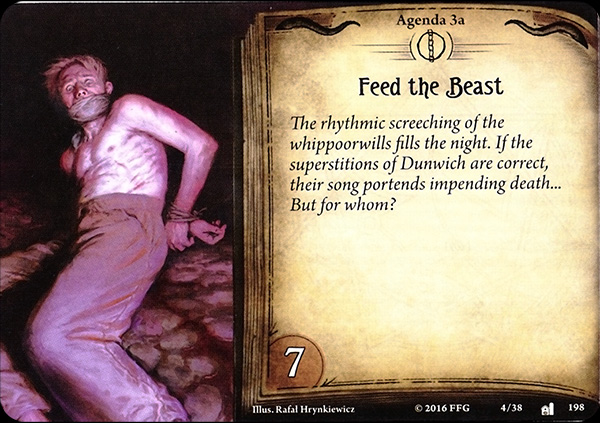 Agenda 3a
Feed the Beast
The rhythmic screeching of the
whippoorwills fills the night. If the
superstitions of Dunwich are correct,
their song portends impending death...
But for whom?
7
Illus. Rafał Hrynkiewicz © 2016 FFG 4/38 198